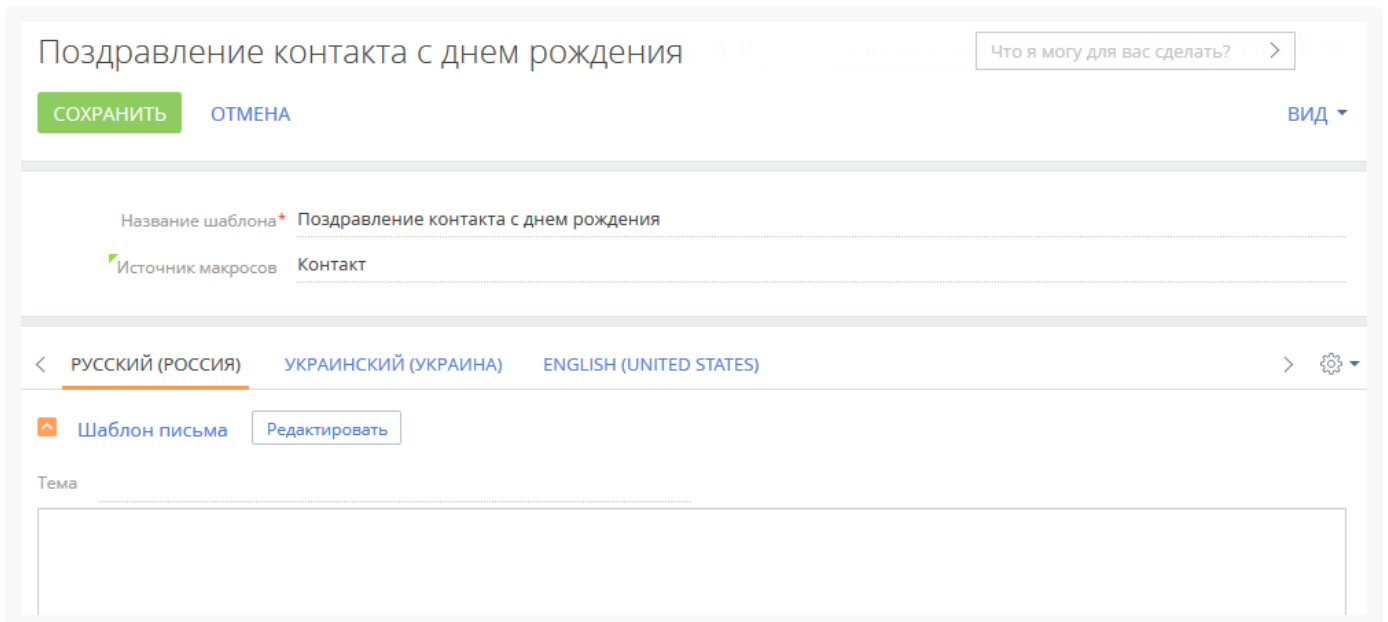 Поздравление контакта с днем рождения
Что я могу для вас сделать?
СОХРАНИТЬ ОТМЕНА ВИД
Название шаблона* Поздравление контакта с днем рождения
Источник макросов Контакт
РУССКИЙ (РОССИЯ) УКРАИНСКИЙ (УКРАИНА) ENGLISH (UNITED STATES)
Шаблон письма Редактировать
Тема